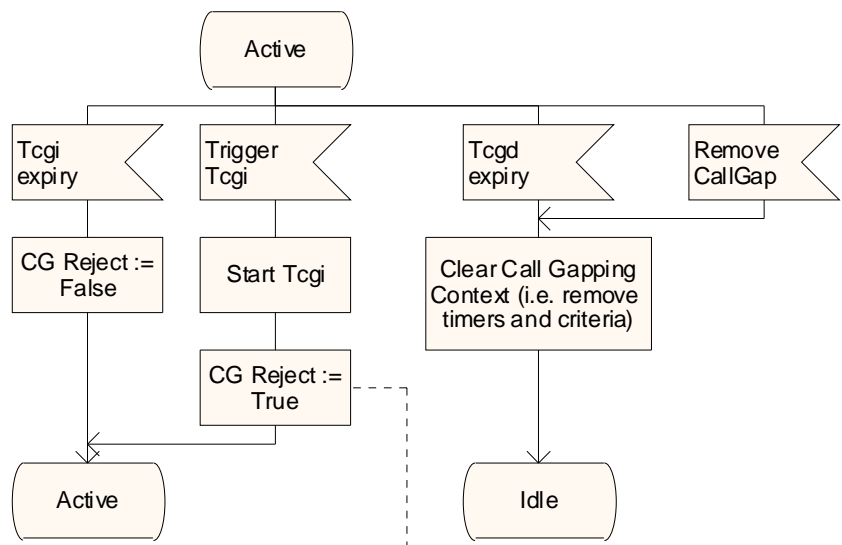 Active
Tcgi
expiry
Trigger
Tcgi
Tcgd
expiry
Remove
CallGap
CG Reject :=
False
Start Tcgi
Clear Call Gapping
Context (i.e. remove
timers and criteria)
CG Reject :=
True
Active
Idle